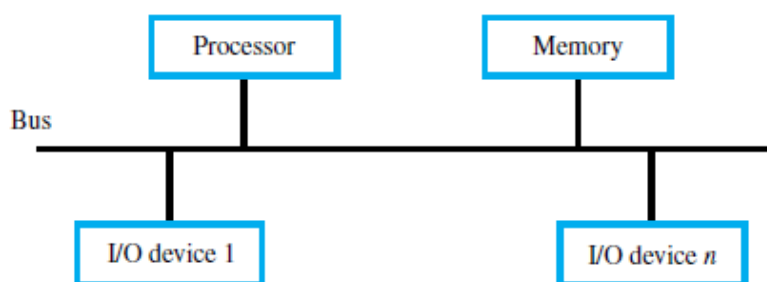 Processor
Memory
Bus
I/O device 1
I/O device n